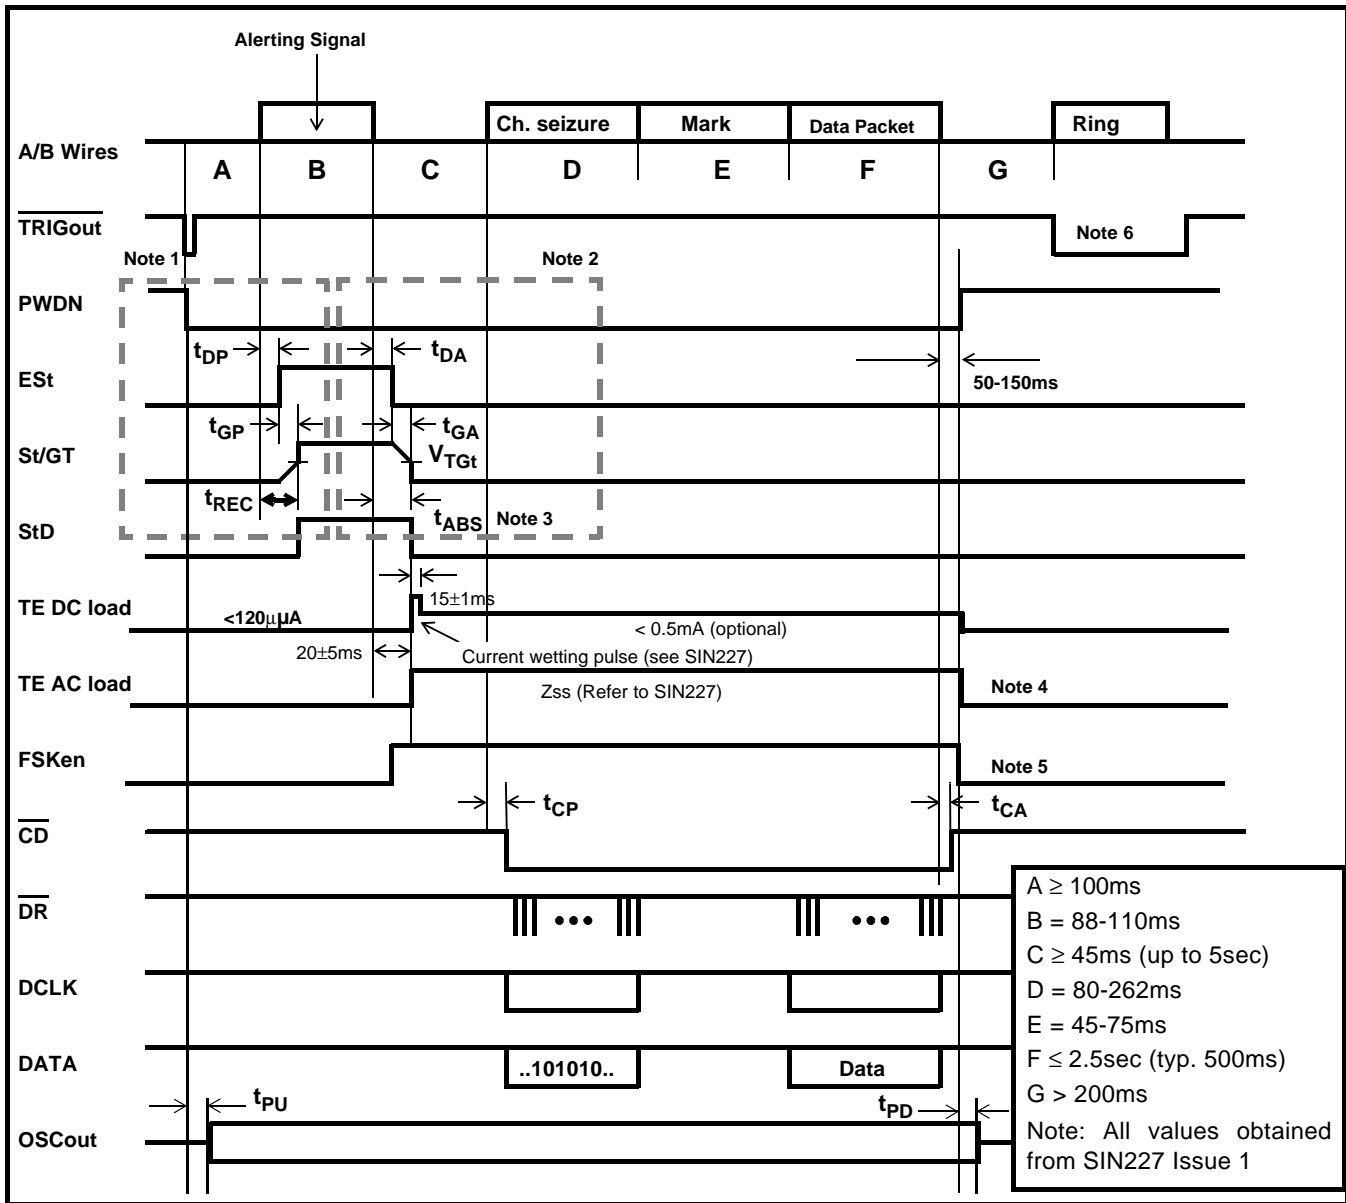 Alerting Signal
Ch. seizure
Mark
Data Packet
Ring
A/B Wires
A
B
C
D
E
F
G
TRIGout
Note 6
Note 1
Note 2
PWDN
tDP
tDA
ESt
50-150ms
tGP
tGA
St/GT
VTGt
tREC
tABS
Note 3
StD
15±1ms
TE DC load
<120μμA
< 0.5mA (optional)
20±5ms
Current wetting pulse (see SIN227)
TE AC load
Zss (Refer to SIN227)
Note 4
FSKen
Note 5
tCP
tCA
CD
DR
DCLK
DATA
..101010..
Data
tPU
tPD
OSCout
A ≥ 100ms
B = 88-110ms
C ≥ 45ms (up to 5sec)
D = 80-262ms
E = 45-75ms
F ≤ 2.5sec (typ. 500ms)
G > 200ms
Note: All values obtained
from SIN227 Issue 1